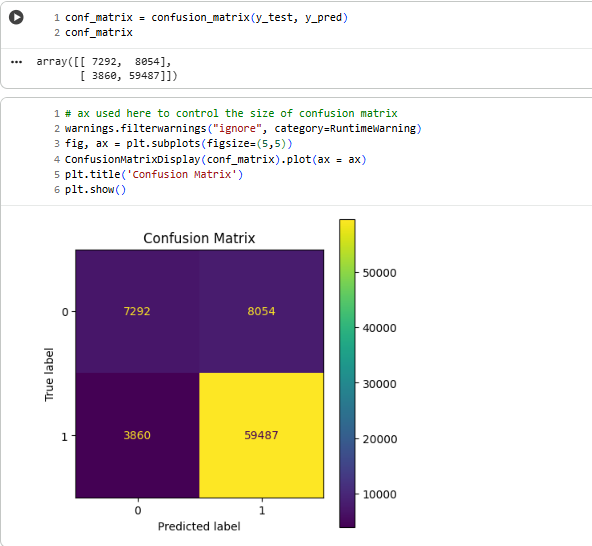 1 conf_matrix = confusion_matrix(y_test, y_pred)
2 conf_matrix
array([[ 7292,  8054],
       [ 3860, 59487]])
1 # ax used here to control the size of confusion matrix
2 warnings.filterwarnings("ignore", category=RuntimeWarning)
3 fig, ax = plt.subplots(figsize=(5,5))
4 ConfusionMatrixDisplay(conf_matrix).plot(ax = ax)
5 plt.title('Confusion Matrix')
6 plt.show()
Confusion Matrix
0
7292
8054
1
3860
59487
0
1
True label
Predicted label
50000
40000
30000
20000
10000